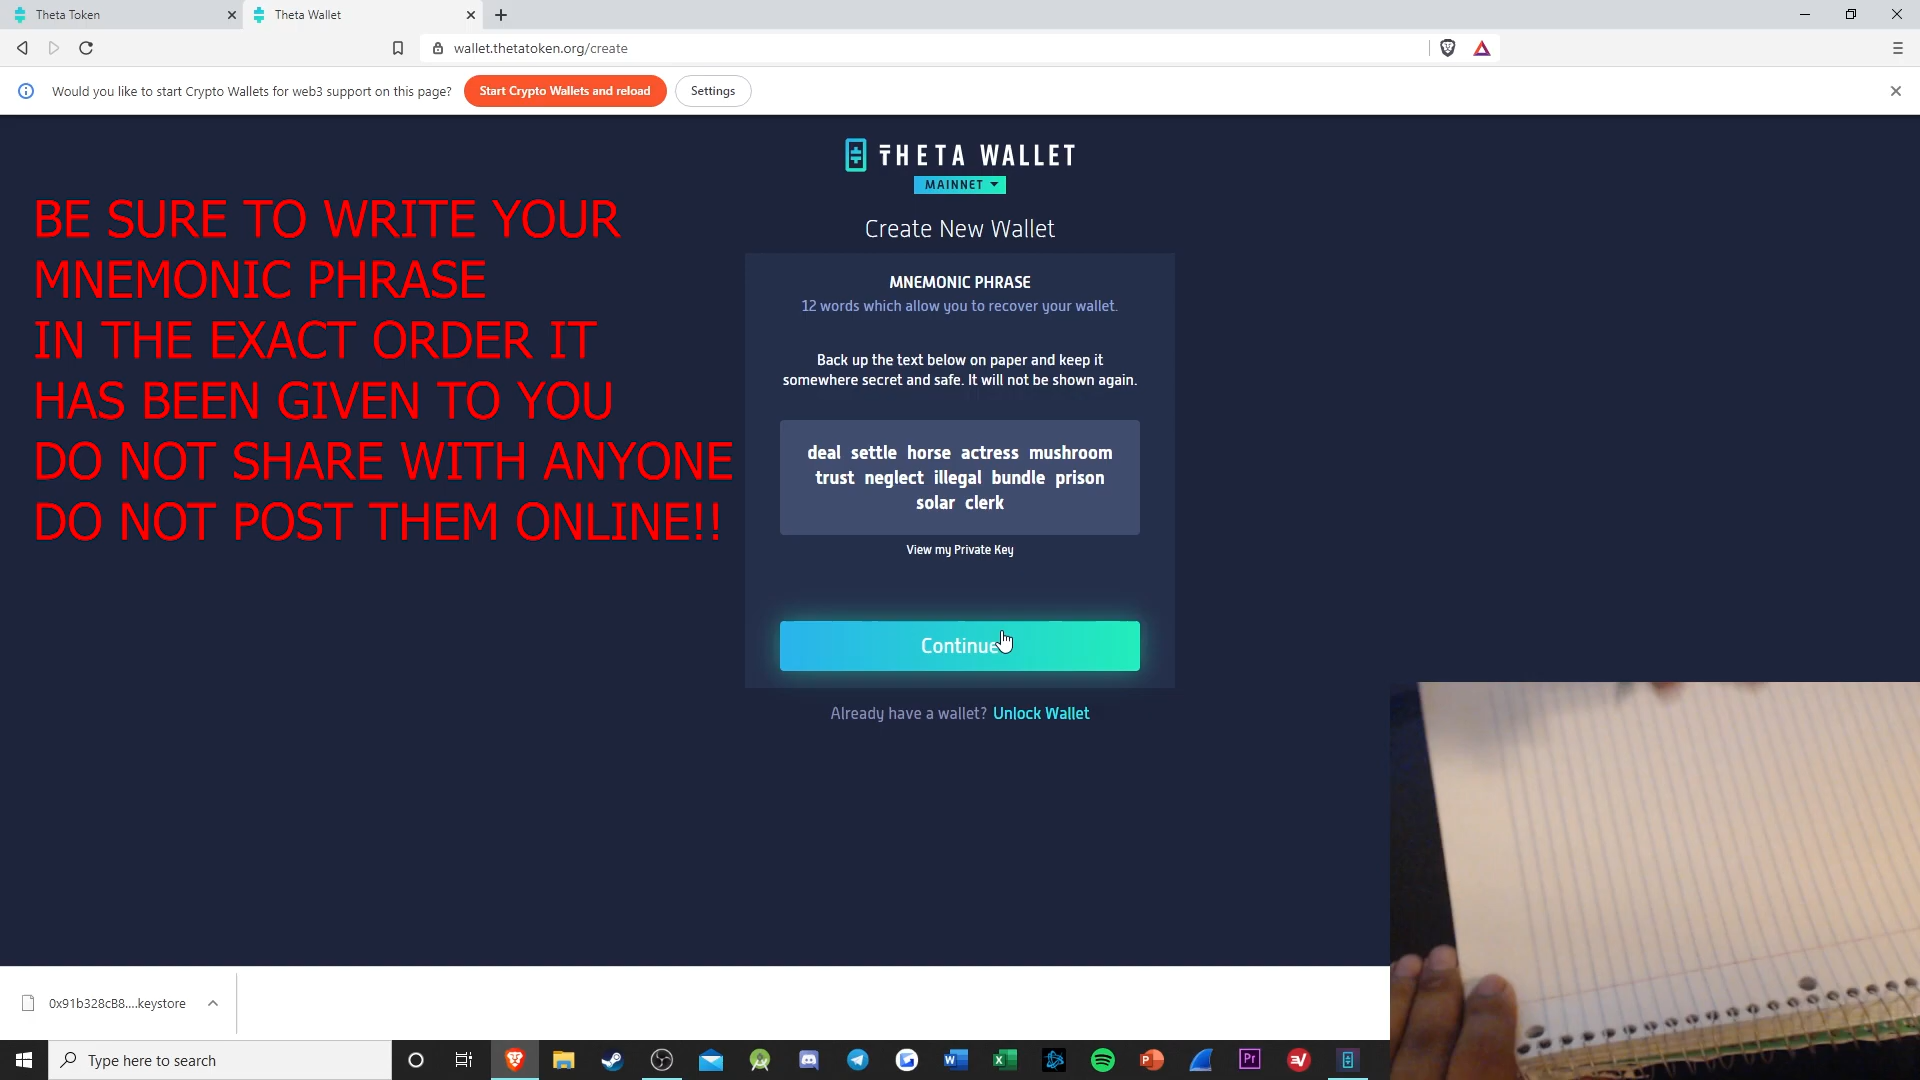 Theta Token
Theta Wallet
wallet.thetatoken.org/create
Would you like to start Crypto Wallets for web3 support on this page?
Start Crypto Wallets and reload
Settings
THETA WALLET
MAINNET
Create New Wallet
BE SURE TO WRITE YOUR
MNEMONIC PHRASE
IN THE EXACT ORDER IT
HAS BEEN GIVEN TO YOU
DO NOT SHARE WITH ANYONE
DO NOT POST THEM ONLINE!!
MNEMONIC PHRASE
12 words which allow you to recover your wallet.
Back up the text below on paper and keep it
somewhere secret and safe. It will not be shown again.
deal settle horse actress mushroom
trust neglect illegal bundle prison
solar clerk
View my Private Key
Continue
Already have a wallet? Unlock Wallet
0x91b328cB8....keystore
Type here to search